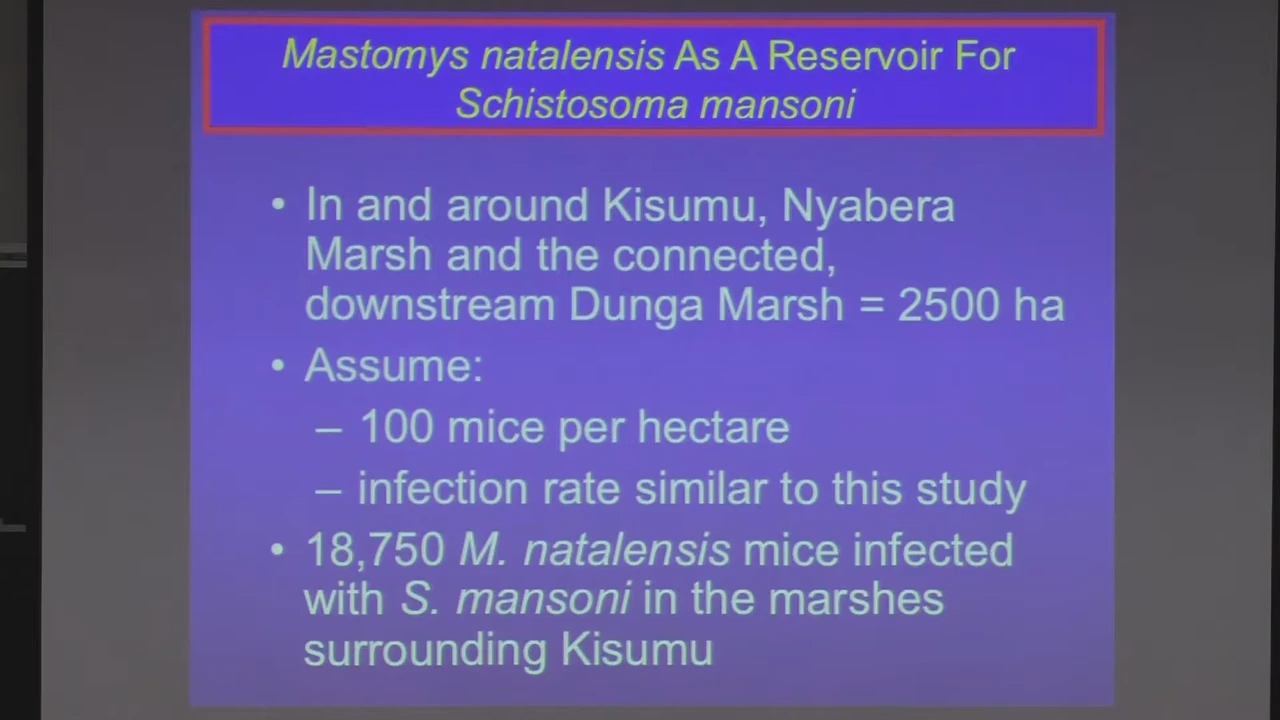 Mastomys natalensis As A Reservoir For
Schistosoma mansoni
• In and around Kisumu, Nyabera
Marsh and the connected,
downstream Dunga Marsh = 2500 ha
• Assume:
– 100 mice per hectare
– infection rate similar to this study
• 18,750 M. natalensis mice infected
with S. mansoni in the marshes
surrounding Kisumu